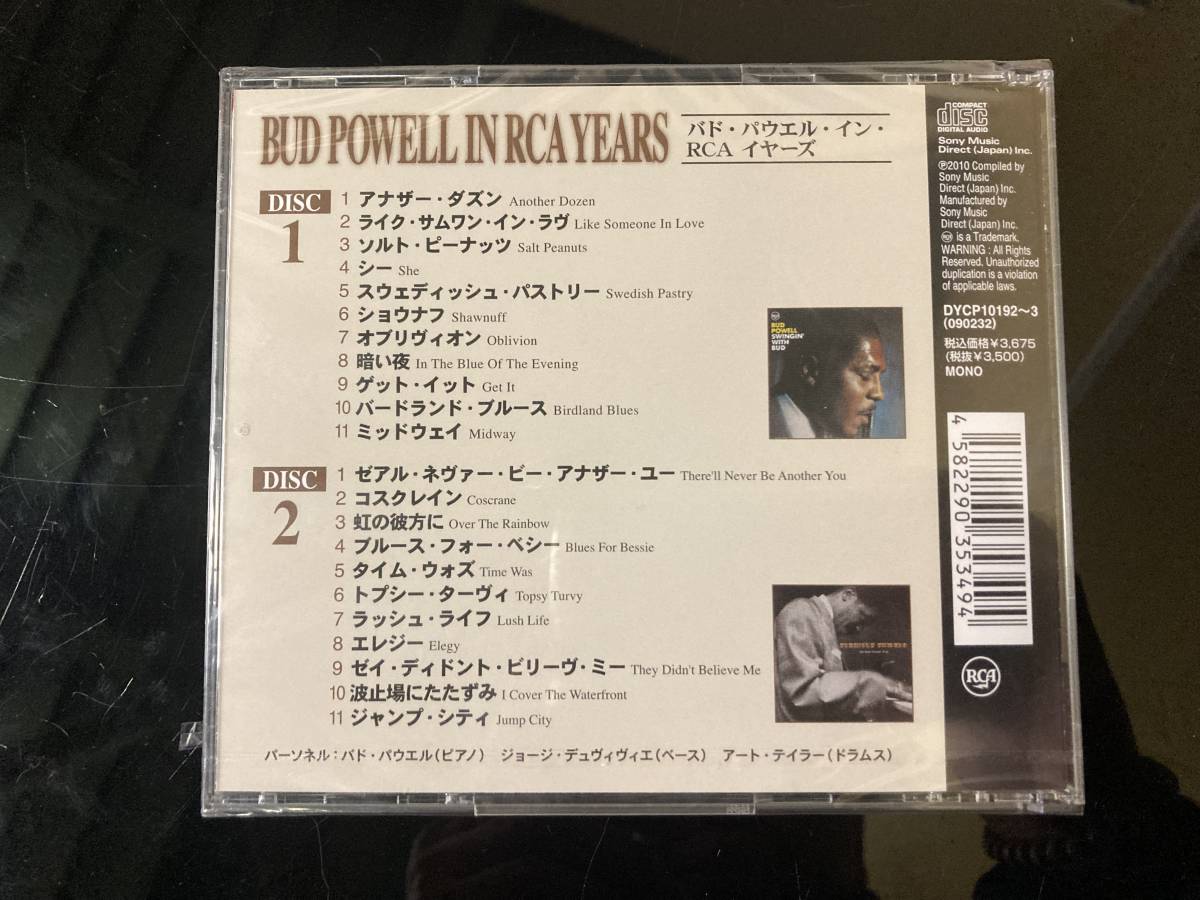 BUD POWELL IN RCA YEARS
バド・パウエル・イン・
RCA イヤーズ
DISC
1
1 アナザー・ダズン Another Dozen
2 ライク・サムワン・イン・ラヴ Like Someone In Love
3 ソルト・ピーナッツ Salt Peanuts
4 シー She
5 スウェディッシュ・パストリー Swedish Pastry
6 ショウナフ Shawnuff
7 オブリヴィオン Oblivion
8 暗い夜 In The Blue Of The Evening
9 ゲット・イット Get It
10 バードランド・ブルース Birdland Blues
11 ミッドウェイ Midway
BUD
POWELL
SWINGIN'
WITH
BUD
DISC
2
1 ゼアル・ネヴァー・ビー・アナザー・ユー There'll Never Be Another You
2 コスクレイン Coscrane
3 虹の彼方に Over The Rainbow
4 ブルース・フォー・ベシー Blues For Bessie
5 タイム・ウォズ Time Was
6 トプシー・ターヴィ Topsy Turvy
7 ラッシュ・ライフ Lush Life
8 エレジー Elegy
9 ゼイ・ディドント・ビリーヴ・ミー They Didn't Believe Me
10 波止場にたたずみ I Cover The Waterfront
11 ジャンプ・シティ Jump City
パーソネル：バド・パウエル（ピアノ） ジョージ・デュヴィヴィエ（ベース） アート・テイラー（ドラムス）
COMPACT
disc
DIGITAL AUDIO
Sony Music
Direct (Japan) Inc.
℗2010 Compiled by
Sony Music
Direct (Japan) Inc.
Manufactured by
Sony Music
Direct (Japan) Inc.
is a Trademark.
WARNING : All Rights
Reserved. Unauthorized
duplication is a violation
of applicable laws.
DYCP10192～3
(090232)
税込価格￥3,675
(税抜￥3,500)
MONO
4 582290 353494
RCA